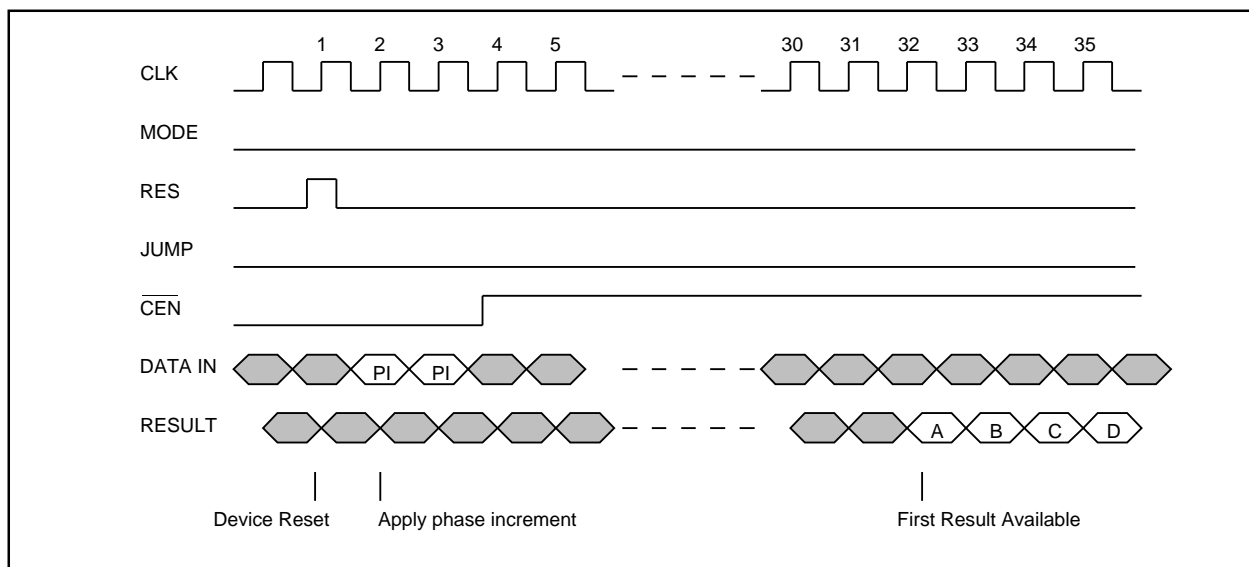 1 2 3 4 5 30 31 32 33 34 35
CLK
MODE
RES
JUMP
CEN
DATA IN PI PI
RESULT A B C D
Device Reset Apply phase increment First Result Available